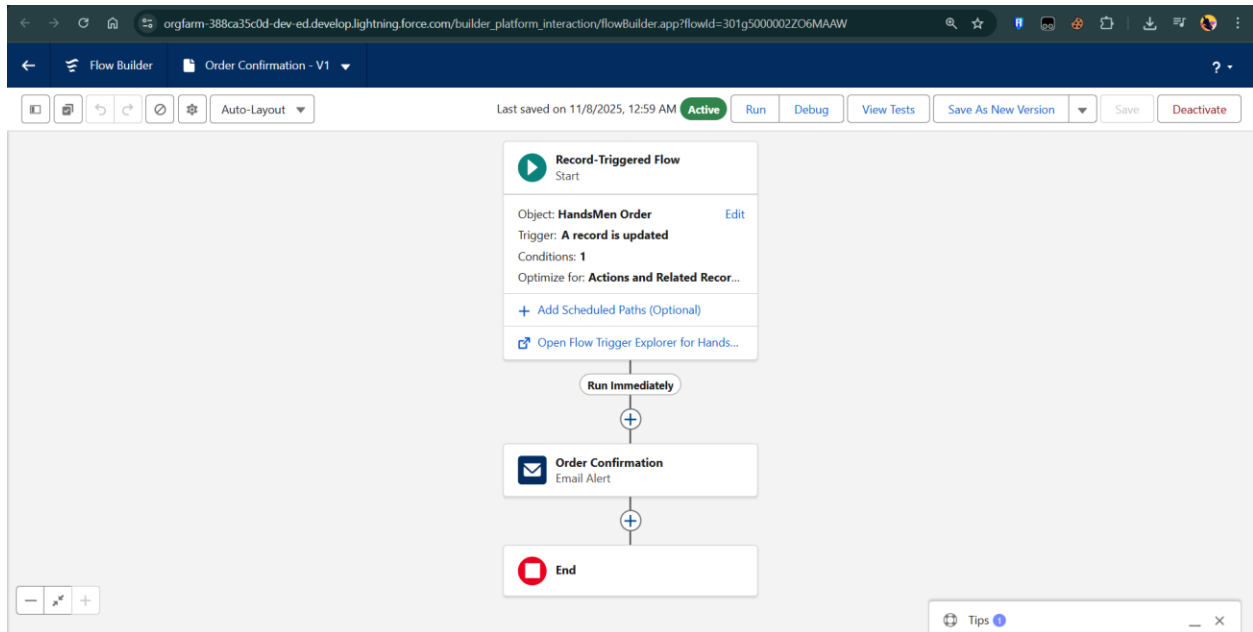 orgfarm-388ca35c0d-dev-ed.develop.lightning.force.com/builder_platform_interaction/flowBuilder.app?flowId=301g5000002ZO6MAAW
Flow Builder Order Confirmation - V1 ?
Auto-Layout Last saved on 11/8/2025, 12:59 AM Active Run Debug View Tests Save As New Version Save Deactivate
Record-Triggered Flow
Start
Object: HandsMen Order Edit
Trigger: A record is updated
Conditions: 1
Optimize for: Actions and Related Recor...
+ Add Scheduled Paths (Optional)
Open Flow Trigger Explorer for Hands...
Run Immediately
Order Confirmation
Email Alert
End
Tips 1